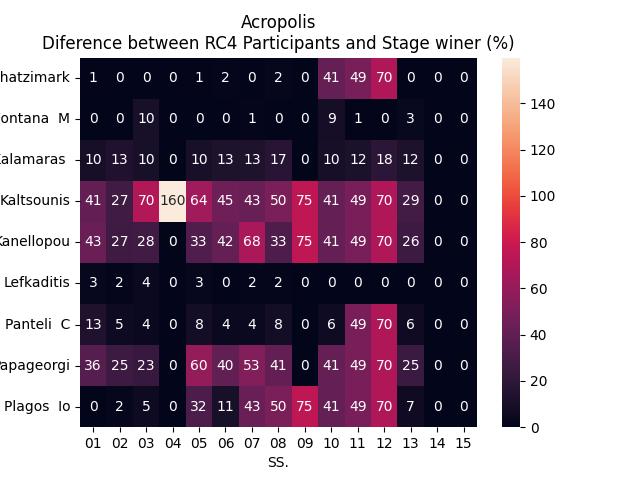 Acropolis
Diference between RC4 Participants and Stage winer (%)
hatzimark 1 0 0 0 1 2 0 2 0 41 49 70 0 0 0
ontana M 0 0 10 0 0 0 1 0 0 9 1 0 3 0 0
alamaras 10 13 10 0 10 13 13 17 0 10 12 18 12 0 0
Kaltsounis 41 27 70 160 64 45 43 50 75 41 49 70 29 0 0
Kanellopou 43 27 28 0 33 42 68 33 75 41 49 70 26 0 0
Lefkaditis 3 2 4 0 3 0 2 2 0 0 0 0 0 0 0
Panteli C 13 5 4 0 8 4 4 8 0 6 49 70 6 0 0
apageorgi 36 25 23 0 60 40 53 41 0 41 49 70 25 0 0
Plagos Io 0 2 5 0 32 11 43 50 75 41 49 70 7 0 0
01 02 03 04 05 06 07 08 09 10 11 12 13 14 15
SS.
140
120
100
80
60
40
20
0